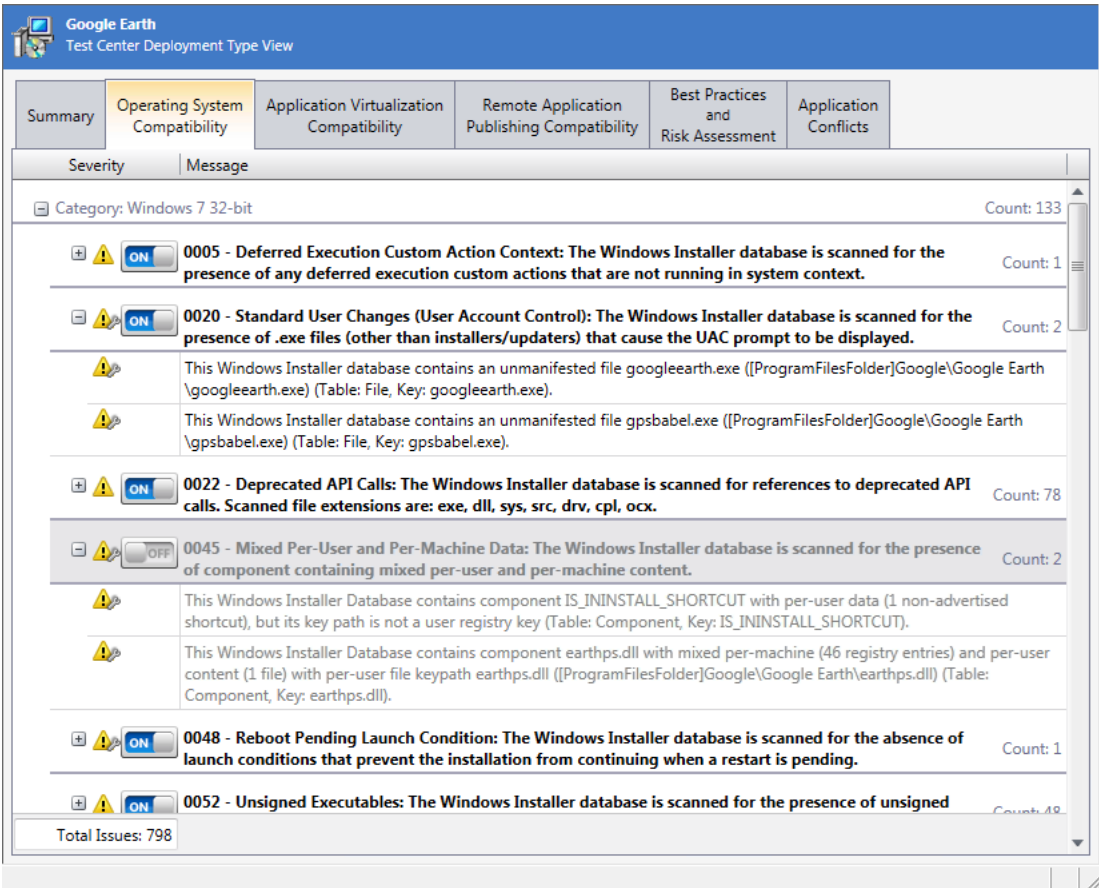 Google Earth
Test Center Deployment Type View
Summary
Operating System
Compatibility
Application Virtualization
Compatibility
Remote Application
Publishing Compatibility
Best Practices
and
Risk Assessment
Application
Conflicts
Severity
Message
Category: Windows 7 32-bit
Count: 133
ON
0005 - Deferred Execution Custom Action Context: The Windows Installer database is scanned for the
presence of any deferred execution custom actions that are not running in system context.
Count: 1
ON
0020 - Standard User Changes (User Account Control): The Windows Installer database is scanned for the
presence of .exe files (other than installers/updaters) that cause the UAC prompt to be displayed.
Count: 2
This Windows Installer database contains an unmanifested file googleearth.exe ([ProgramFilesFolder]Google\Google Earth
\googleearth.exe) (Table: File, Key: googleearth.exe).
This Windows Installer database contains an unmanifested file gpsbabel.exe ([ProgramFilesFolder]Google\Google Earth
\gpsbabel.exe) (Table: File, Key: gpsbabel.exe).
ON
0022 - Deprecated API Calls: The Windows Installer database is scanned for references to deprecated API
calls. Scanned file extensions are: exe, dll, sys, src, drv, cpl, ocx.
Count: 78
OFF
0045 - Mixed Per-User and Per-Machine Data: The Windows Installer database is scanned for the presence
of component containing mixed per-user and per-machine content.
Count: 2
This Windows Installer Database contains component IS_ININSTALL_SHORTCUT with per-user data (1 non-advertised
shortcut), but its key path is not a user registry key (Table: Component, Key: IS_ININSTALL_SHORTCUT).
This Windows Installer Database contains component earthps.dll with mixed per-machine (46 registry entries) and per-user
content (1 file) with per-user file keypath earthps.dll ([ProgramFilesFolder]Google\Google Earth\earthps.dll) (Table:
Component, Key: earthps.dll).
ON
0048 - Reboot Pending Launch Condition: The Windows Installer database is scanned for the absence of
launch conditions that prevent the installation from continuing when a restart is pending.
Count: 1
ON
0052 - Unsigned Executables: The Windows Installer database is scanned for the presence of unsigned
Count: 48
Total Issues: 798